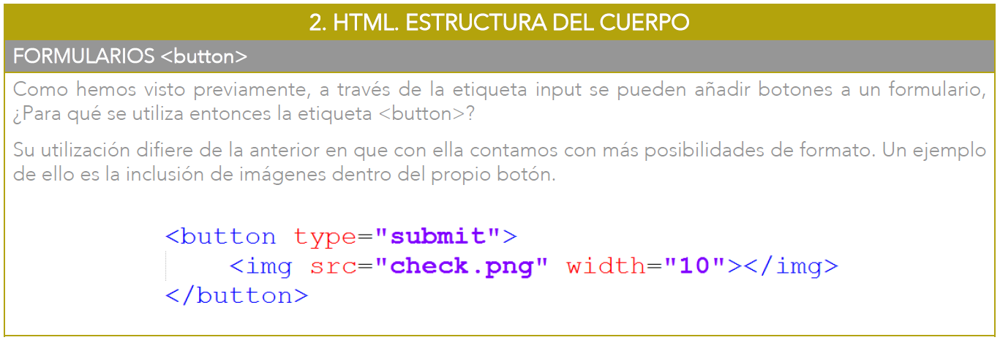 2. HTML. ESTRUCTURA DEL CUERPO
FORMULARIOS <button>
Como hemos visto previamente, a través de la etiqueta input se pueden añadir botones a un formulario,
¿Para qué se utiliza entonces la etiqueta <button>?
Su utilización difiere de la anterior en que con ella contamos con más posibilidades de formato. Un ejemplo
de ello es la inclusión de imágenes dentro del propio botón.
<button type="submit">
<img src="check.png" width="10"></img>
</button>